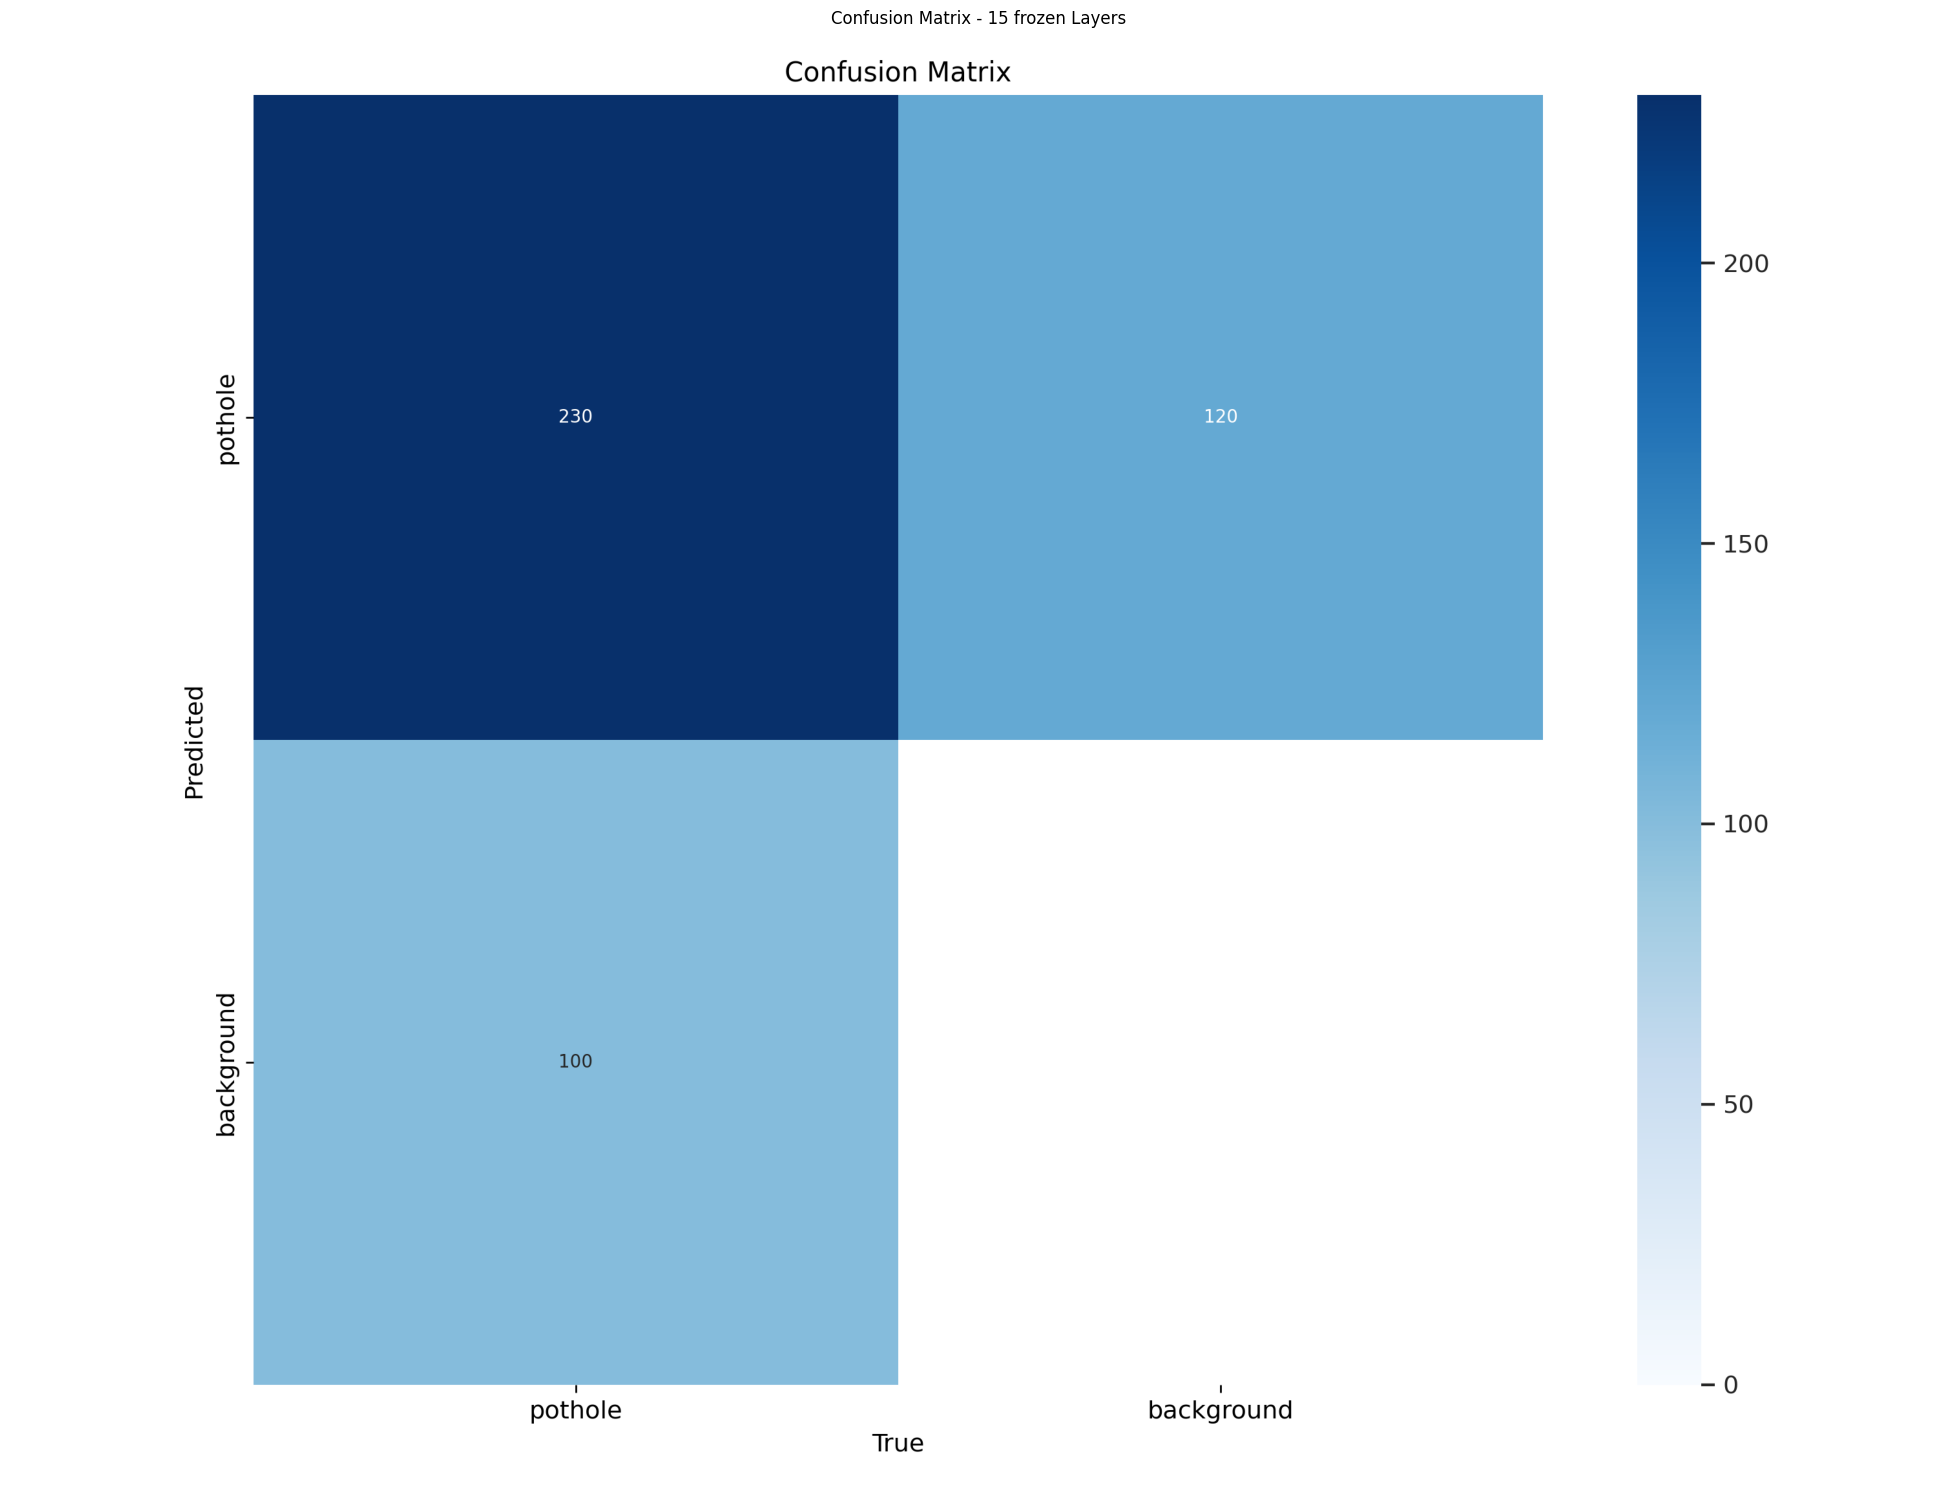 Confusion Matrix - 15 frozen Layers
Confusion Matrix
pothole
230
120
Predicted
background
100
pothole
background
True
200
150
100
50
0